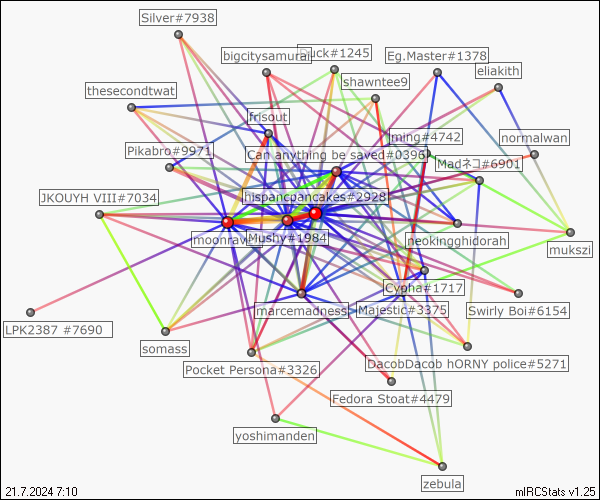 Silver#7938
bigcitysamurai
Duck#1245
Eg.Master#1378
eliakith
shawntee9
thesecondtwat
frisout
ming#4742
normalwan
Pikabro#9971
Can anything be saved#0396
Madネコ#6901
JKOUYH VIII#7034
hispancpancakes#2928
moonrav
Mushy#1984
neokingghidorah
mukszi
Cypha#1717
LPK2387 #7690
marcemadness
Majestic#3375
Swirly Boi#6154
somass
Pocket Persona#3326
DacobDacob hORNY police#5271
Fedora Stoat#4479
yoshimanden
zebula
21.7.2024 7:10
mIRCStats v1.25